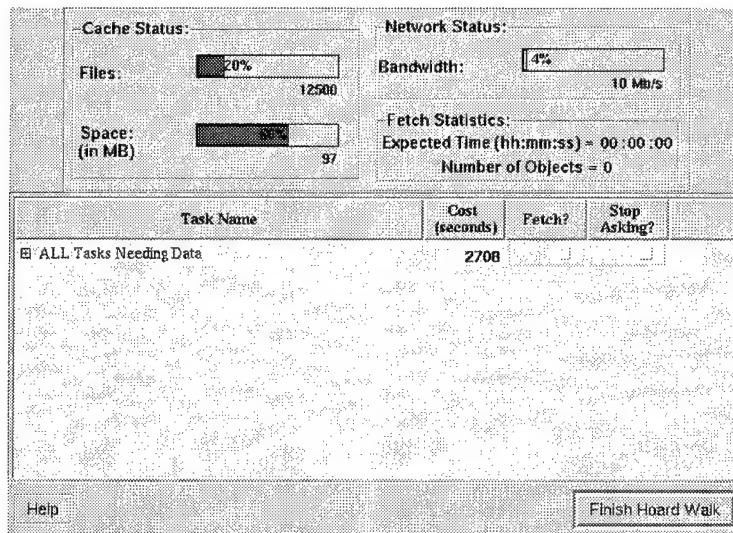 Cache Status:
Files:
20%
12500
Space:
(in MB)
97
Network Status:
Bandwidth:
4%
10 Mb/s
Fetch Statistics:
Expected Time (hh:mm:ss) = 00:00:00
Number of Objects = 0
Task Name
Cost
(seconds)
Fetch?
Stop
Asking?
ALL Tasks Needing Data
2708
Help
Finish Hoard Walk